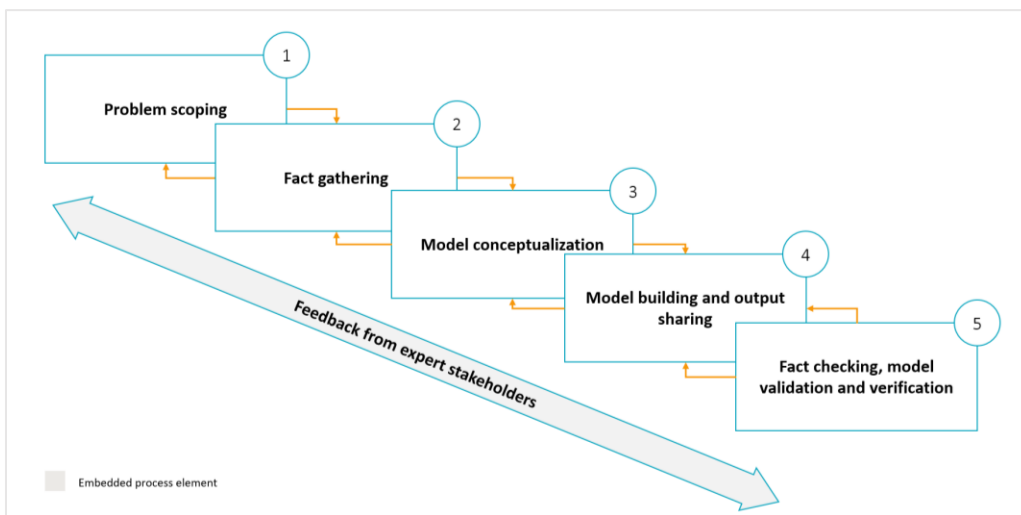 1
Problem scoping
2
Fact gathering
3
Model conceptualization
4
Model building and output
sharing
5
Fact checking, model
validation and verification
Feedback from expert stakeholders
Embedded process element